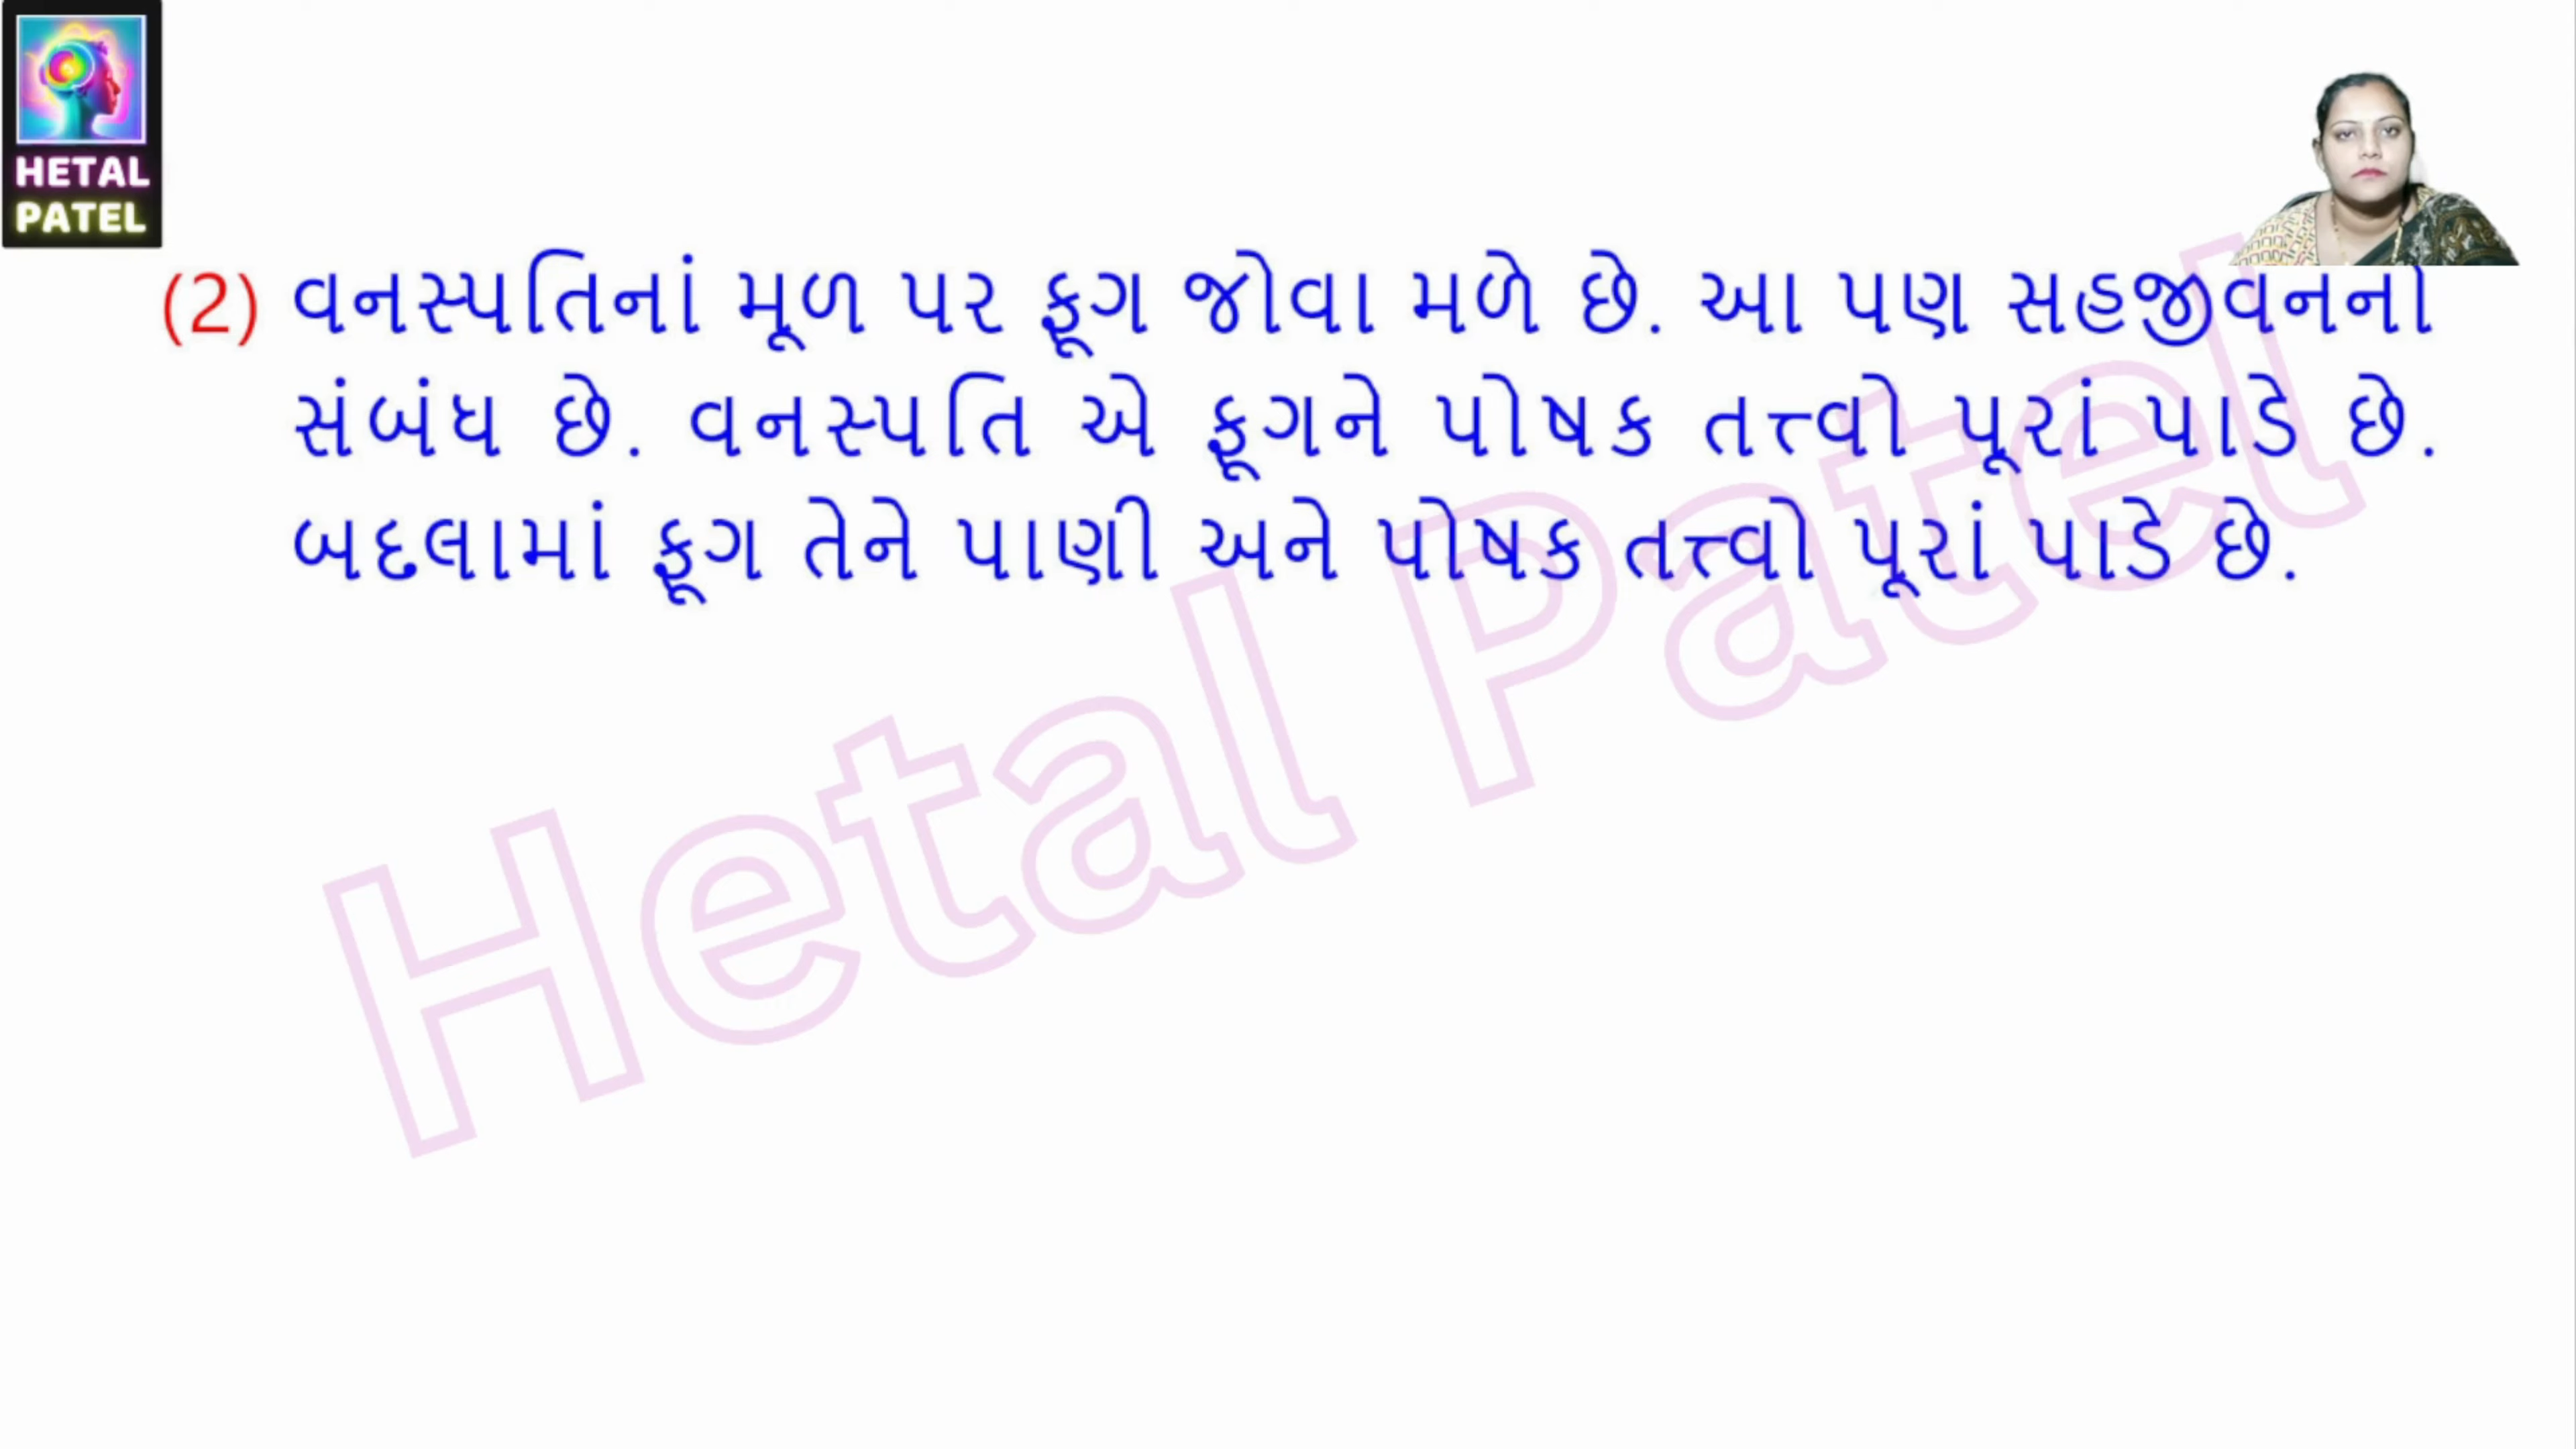 HETAL
PATEL
(2) વનસ્પતિનાં મૂળ પર ફૂગ જોવા મળે છે. આ પણ સહજીવનનો
સંબંધ છે. વનસ્પતિ એ ફૂગને પોષક તત્ત્વો પૂરાં પાડે છે.
બદલામાં ફૂગ તેને પાણી અને પોષક તત્ત્વો પૂરાં પાડે છે.
Hetal Patel